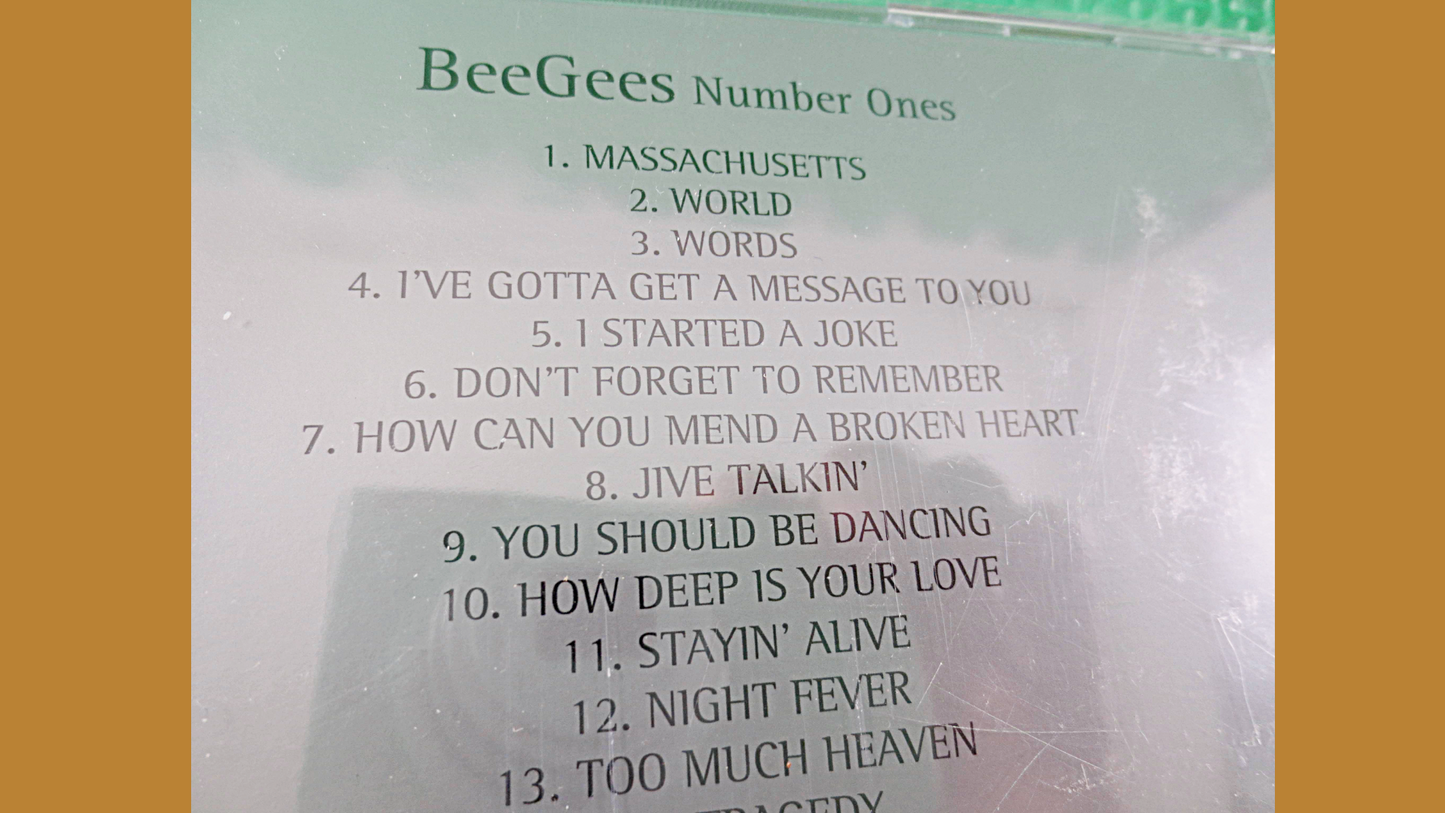 BeeGees Number Ones
1. MASSACHUSETTS
2. WORLD
3. WORDS
4. I'VE GOTTA GET A MESSAGE TO YOU
5. I STARTED A JOKE
6. DON'T FORGET TO REMEMBER
7. HOW CAN YOU MEND A BROKEN HEART
8. JIVE TALKIN'
9. YOU SHOULD BE DANCING
10. HOW DEEP IS YOUR LOVE
11. STAYIN' ALIVE
12. NIGHT FEVER
13. TOO MUCH HEAVEN
TRAGEDY